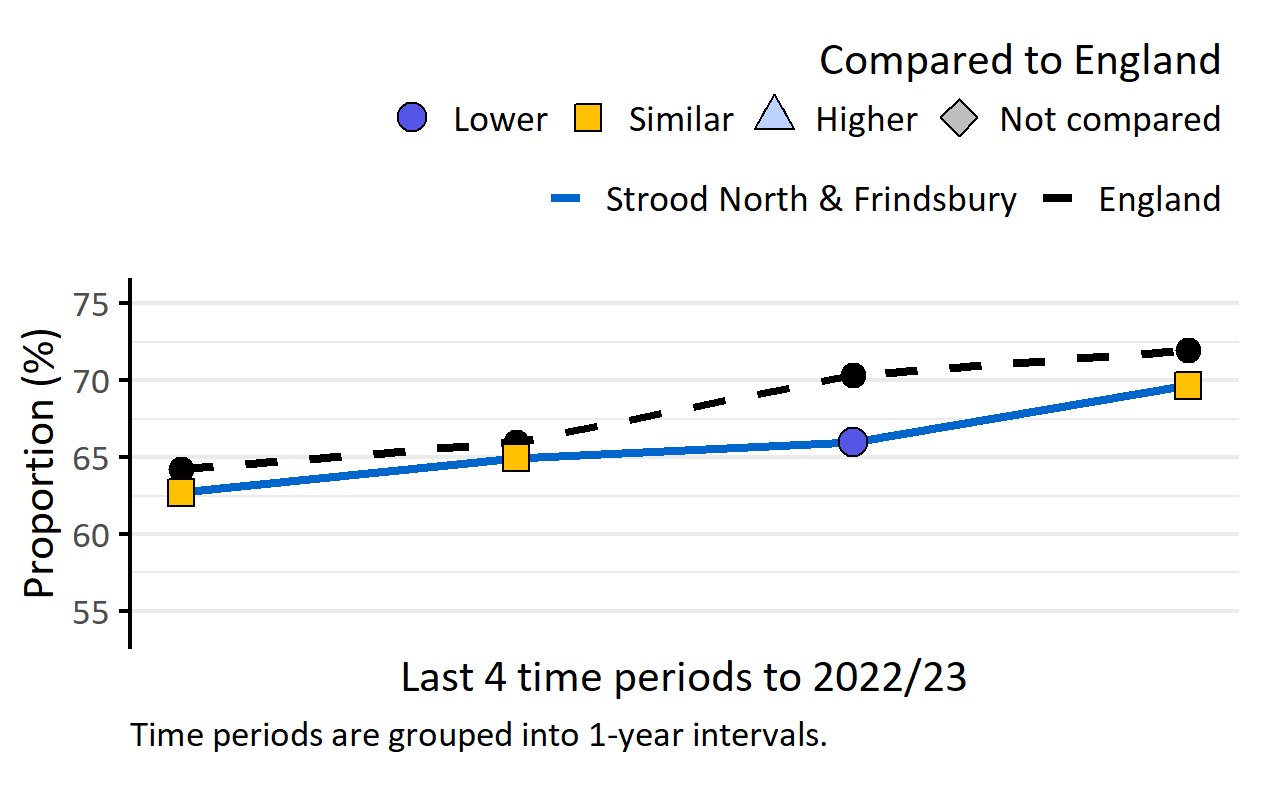 Compared to England
Lower Similar Higher Not compared
Strood North & Frindsbury England
Proportion (%)
75
70
65
60
55
Last 4 time periods to 2022/23
Time periods are grouped into 1-year intervals.